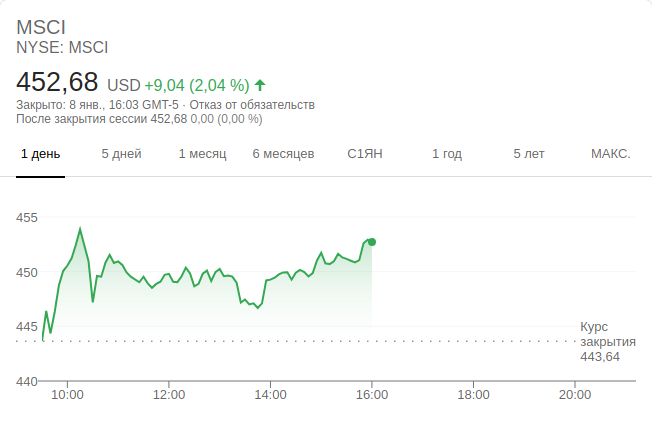 MSCI
NYSE: MSCI
452,68 USD +9,04 (2,04 %)
Закрыто: 8 янв., 16:03 GMT-5 · Отказ от обязательств
После закрытия сессии 452,68 0,00 (0,00 %)
1 день 5 дней 1 месяц 6 месяцев С1ЯН 1 год 5 лет МАКС.
455
450
445
Курс
закрытия
443,64
440
10:00 12:00 14:00 16:00 18:00 20:00